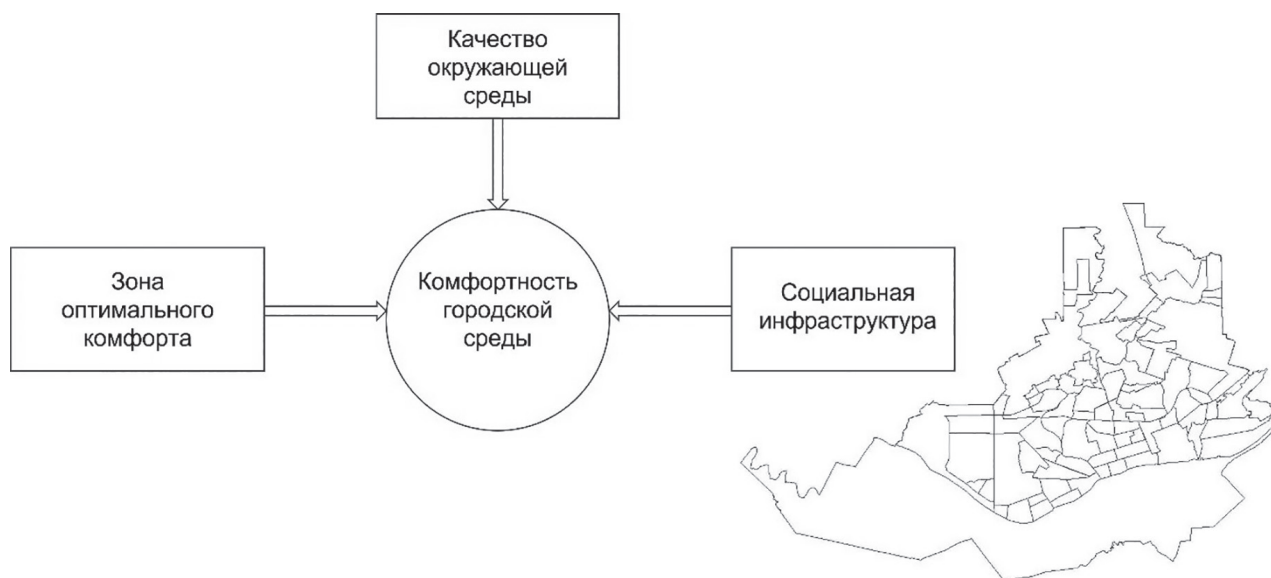 Качество
окружающей
среды
Зона
оптимального
комфорта
Комфортность
городской
среды
Социальная
инфраструктура